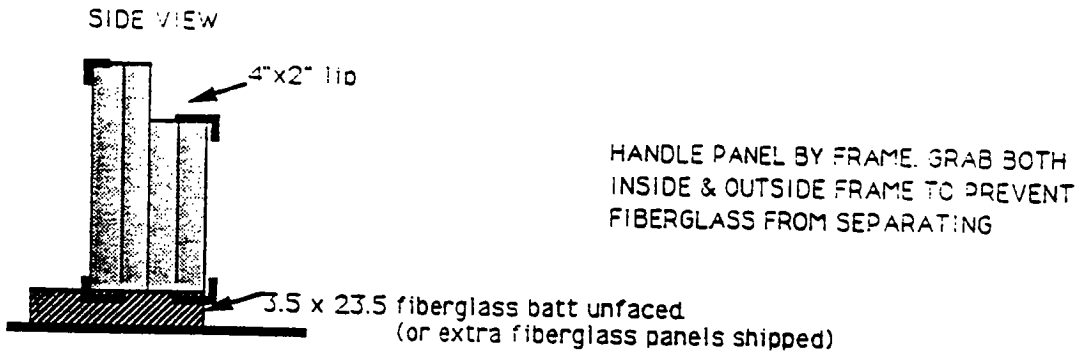 SIDE VIEW
4"x2" lip
HANDLE PANEL BY FRAME. GRAB BOTH
INSIDE & OUTSIDE FRAME TO PREVENT
FIBERGLASS FROM SEPARATING
3.5 x 23.5 fiberglass batt unfaced
(or extra fiberglass panels shipped)